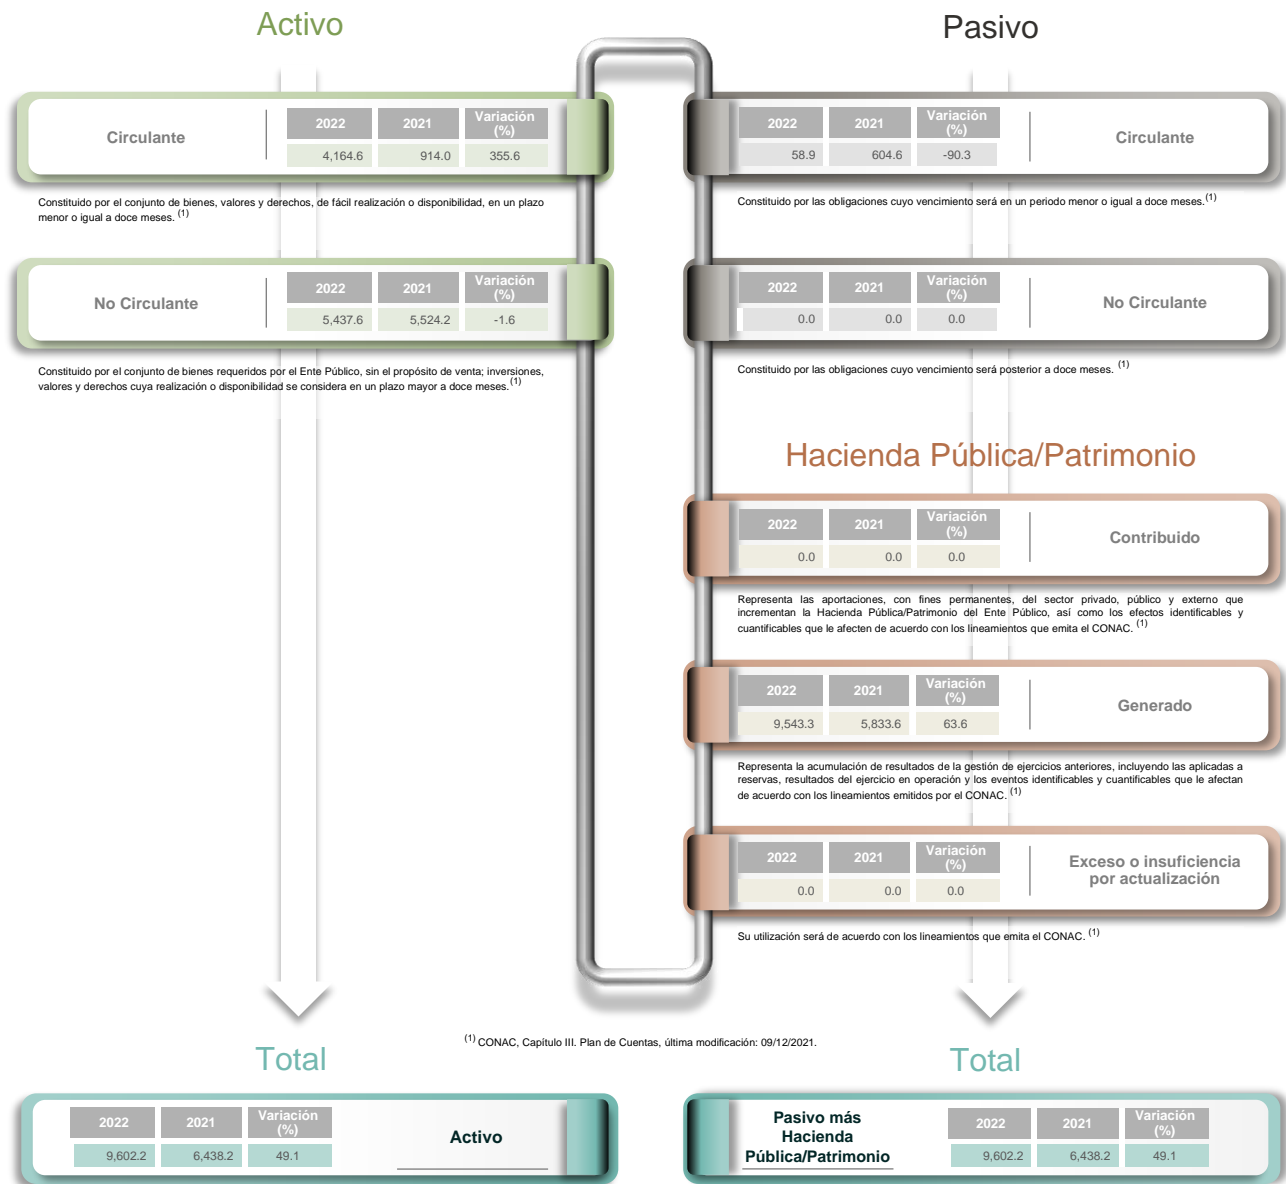 Activo
Circulante
2022 2021 Variación (%)
4,164.6 914.0 355.6
Constituido por el conjunto de bienes, valores y derechos, de fácil realización o disponibilidad, en un plazo
menor o igual a doce meses. (1)
No Circulante
2022 2021 Variación (%)
5,437.6 5,524.2 -1.6
Constituido por el conjunto de bienes requeridos por el Ente Público, sin el propósito de venta; inversiones,
valores y derechos cuya realización o disponibilidad se considera en un plazo mayor a doce meses. (1)
Pasivo
2022 2021 Variación (%)
58.9 604.6 -90.3
Circulante
Constituido por las obligaciones cuyo vencimiento será en un periodo menor o igual a doce meses. (1)
2022 2021 Variación (%)
0.0 0.0 0.0
No Circulante
Constituido por las obligaciones cuyo vencimiento será posterior a doce meses. (1)
Hacienda Pública/Patrimonio
2022 2021 Variación (%)
0.0 0.0 0.0
Contribuido
Representa las aportaciones, con fines permanentes, del sector privado, público y externo que
incrementan la Hacienda Pública/Patrimonio del Ente Público, así como los efectos identificables y
cuantificables que le afecten de acuerdo con los lineamientos que emita el CONAC. (1)
2022 2021 Variación (%)
9,543.3 5,833.6 63.6
Generado
Representa la acumulación de resultados de la gestión de ejercicios anteriores, incluyendo las aplicadas a
reservas, resultados del ejercicio en operación y los eventos identificables y cuantificables que le afectan
de acuerdo con los lineamientos emitidos por el CONAC. (1)
2022 2021 Variación (%)
0.0 0.0 0.0
Exceso o insuficiencia
por actualización
Su utilización será de acuerdo con los lineamientos que emita el CONAC. (1)
(1) CONAC, Capítulo III. Plan de Cuentas, última modificación: 09/12/2021.
Total
2022 2021 Variación (%)
9,602.2 6,438.2 49.1
Activo
Total
Pasivo más
Hacienda
Pública/Patrimonio
2022 2021 Variación (%)
9,602.2 6,438.2 49.1